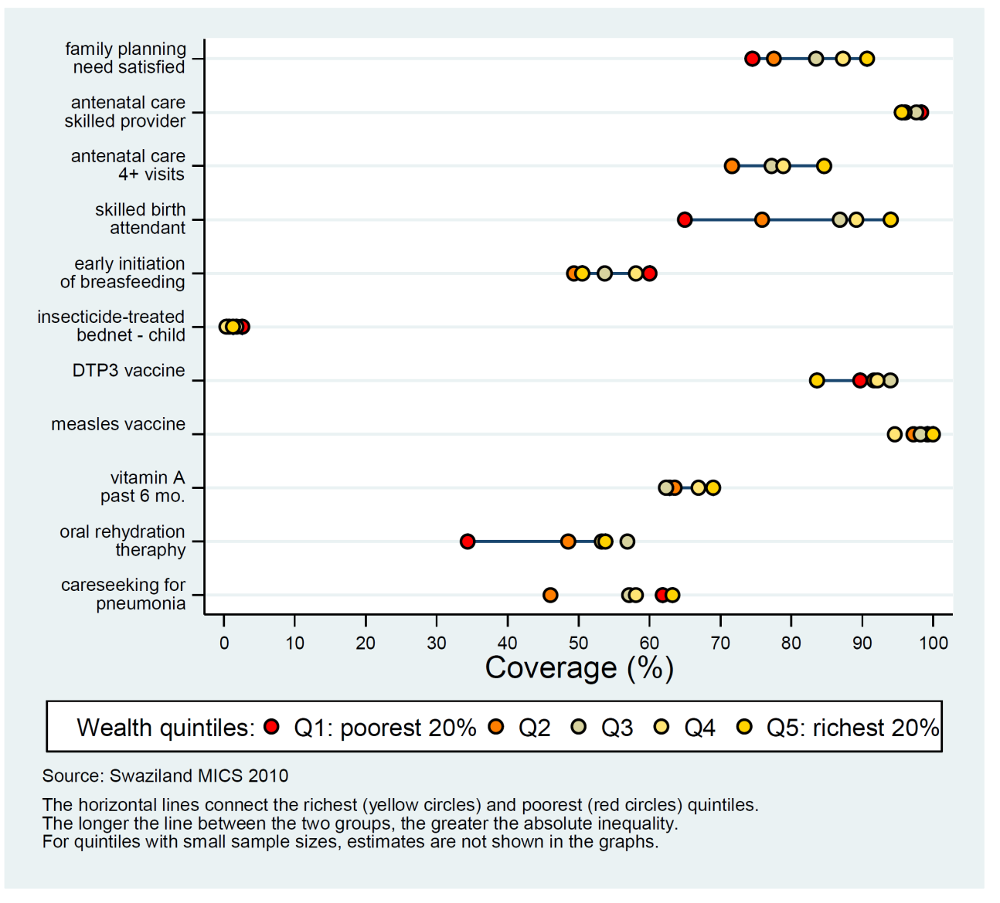 family planning
need satisfied
antenatal care
skilled provider
antenatal care
4+ visits
skilled birth
attendant
early initiation
of breasfeeding
insecticide-treated
bednet - child
DTP3 vaccine
measles vaccine
vitamin A
past 6 mo.
oral rehydration
theraphy
careseeking for
pneumonia
0 10 20 30 40 50 60 70 80 90 100
Coverage (%)
Wealth quintiles: Q1: poorest 20% Q2 Q3 Q4 Q5: richest 20%
Source: Swaziland MICS 2010
The horizontal lines connect the richest (yellow circles) and poorest (red circles) quintiles.
The longer the line between the two groups, the greater the absolute inequality.
For quintiles with small sample sizes, estimates are not shown in the graphs.